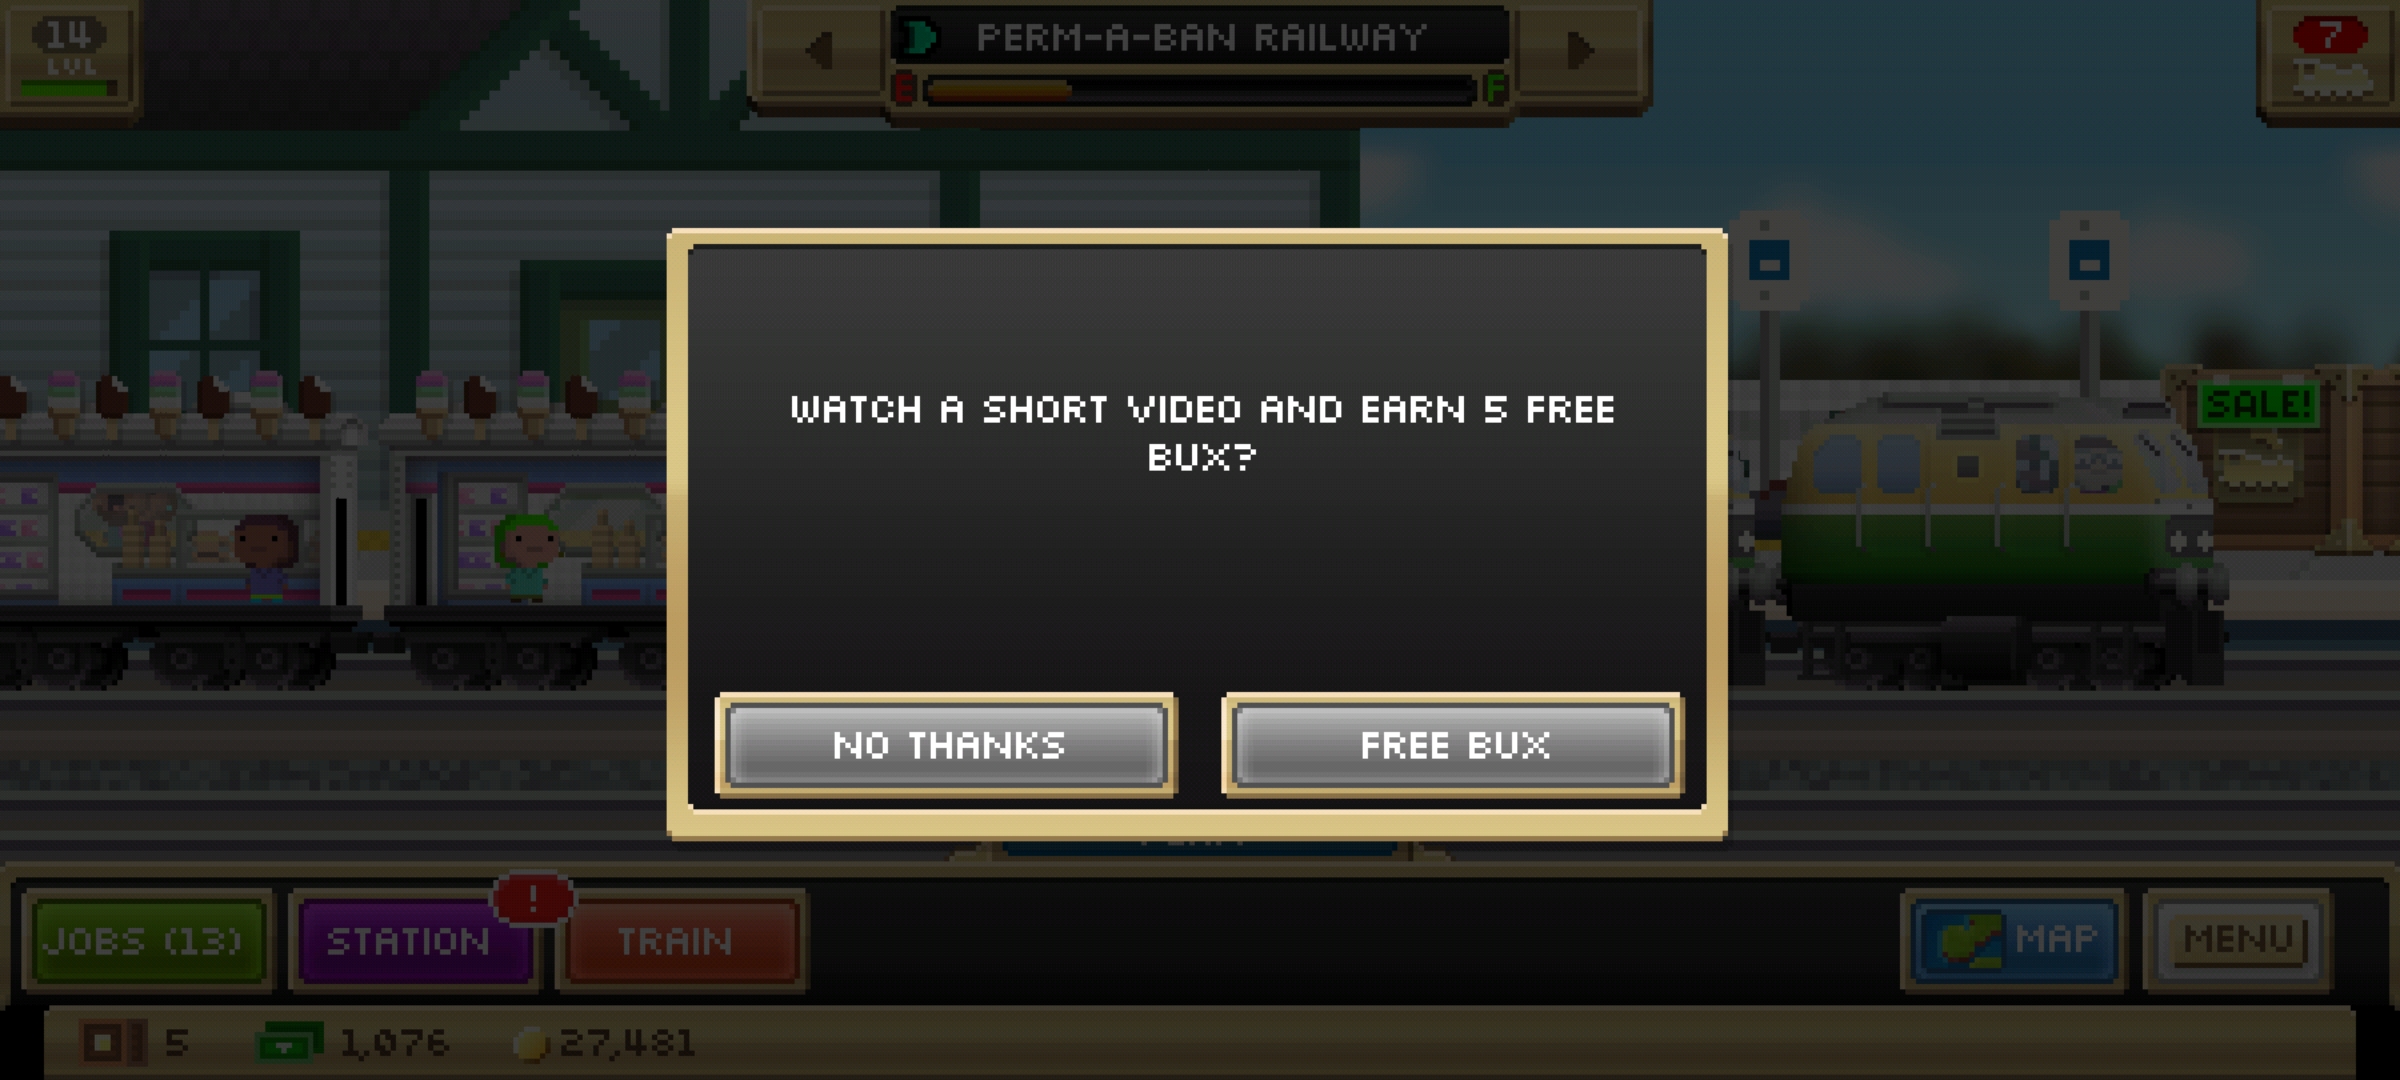 14
LVL
PERM-A-BAN RAILWAY
E
F
7
SALE!
WATCH A SHORT VIDEO AND EARN 5 FREE
BUX?
NO THANKS
FREE BUX
JOBS (13)
!
STATION
TRAIN
MAP
MENU
5
1,076
27,481